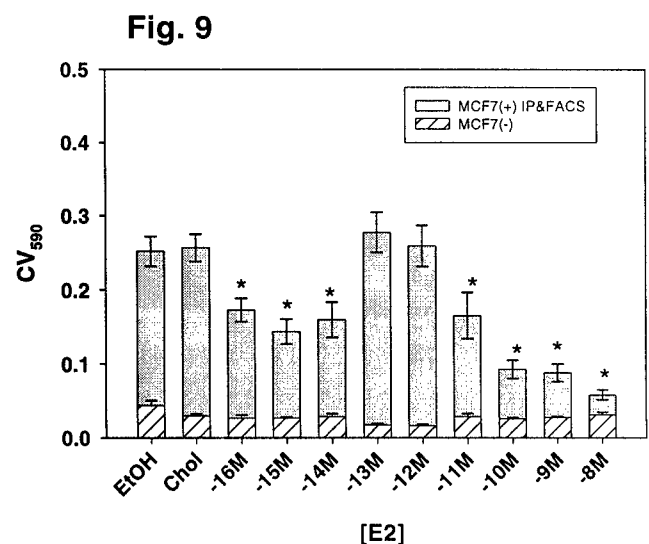 Fig. 9
0.5
0.4
0.3
0.2
0.1
0.0
CV590
MCF7(+) IP&FACS
MCF7(-)
* * * * * * *
EtOH
Chol
-16M
-15M
-14M
-13M
-12M
-11M
-10M
-9M
-8M
[E2]